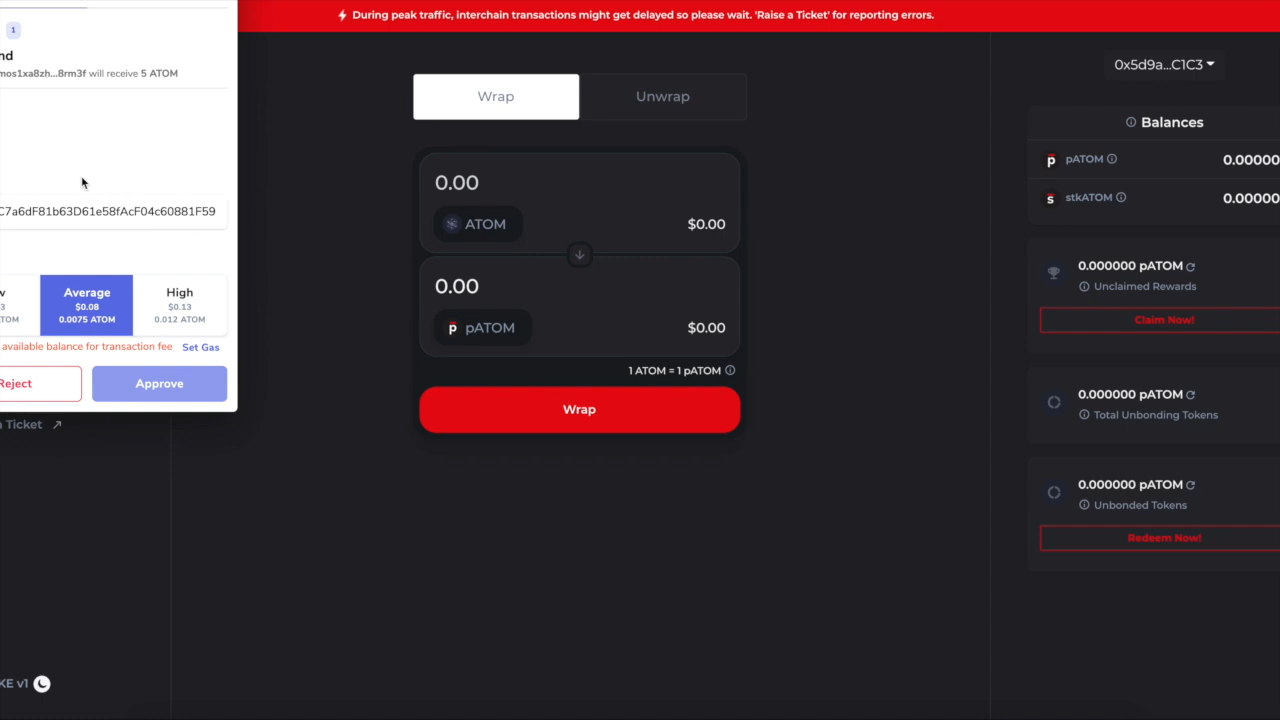 During peak traffic, interchain transactions might get delayed so please wait. 'Raise a Ticket' for reporting errors.
1
nd
mos1xa8zh...8rm3f will receive 5 ATOM
C7a6dF81b63D61e58fAcF04c60881F59
w
Average
High
3
$0.08
$0.13
TOM
0.0075 ATOM
0.012 ATOM
available balance for transaction fee
Set Gas
Reject
Approve
a Ticket
KE v1
Wrap
Unwrap
0.00
ATOM
$0.00
0.00
p pATOM
$0.00
1 ATOM = 1 pATOM
Wrap
0x5d9a...C1C3
Balances
p pATOM
0.00000
s stkATOM
0.00000
0.000000 pATOM
Unclaimed Rewards
Claim Now!
0.000000 pATOM
Total Unbonding Tokens
0.000000 pATOM
Unbonded Tokens
Redeem Now!